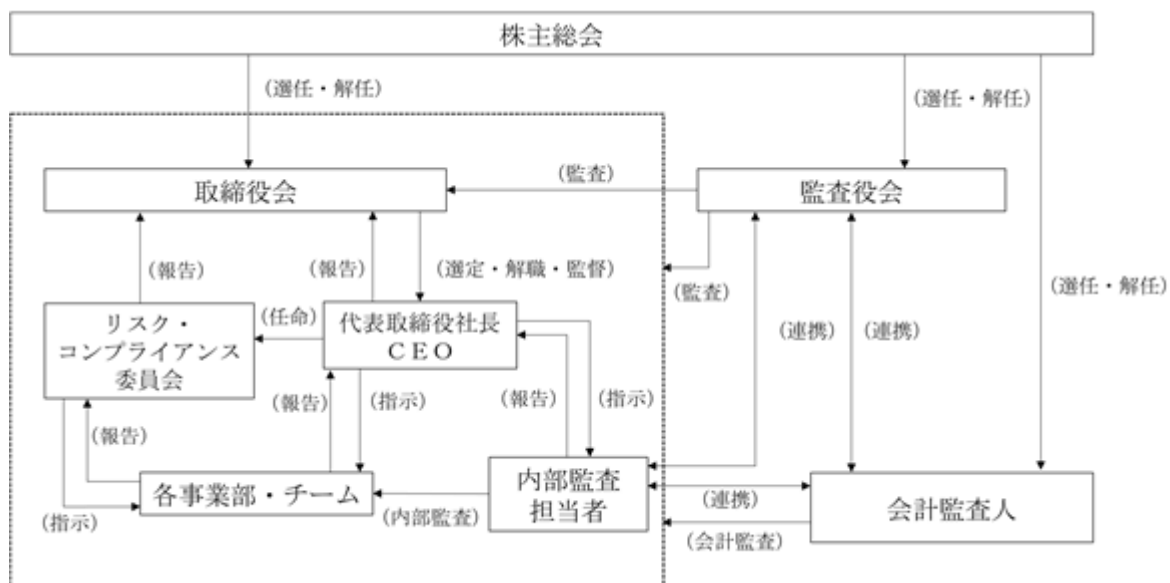 株主総会
(選任・解任)
(選任・解任)
取締役会
(監査)
監査役会
(報告)
(報告)
(選定・解職・監督)
(監査)
(選任・解任)
リスク・
コンプライアンス
委員会
(任命)
代表取締役社長
CEO
(連携)
(連携)
(報告)
(報告)
(指示)
(報告)
(指示)
各事業部・チーム
(内部監査)
内部監査
担当者
(連携)
会計監査人
(指示)
(会計監査)